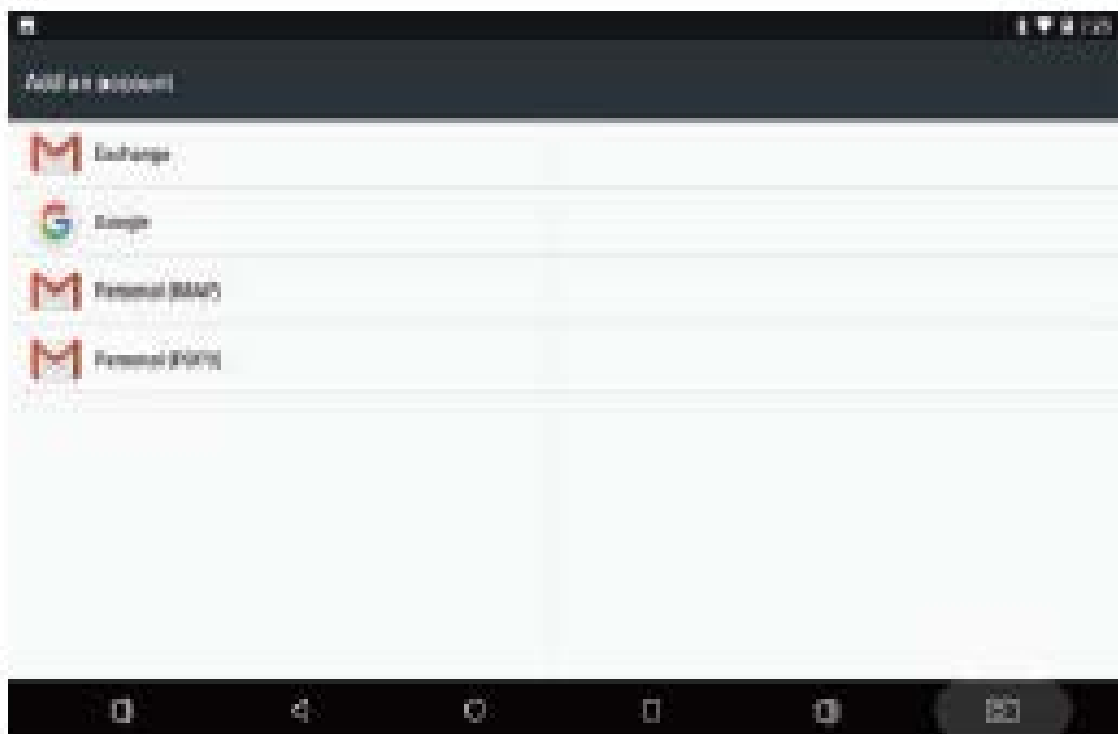 Add an account
Exchange
Google
Personal (IMAP)
Personal (POP3)